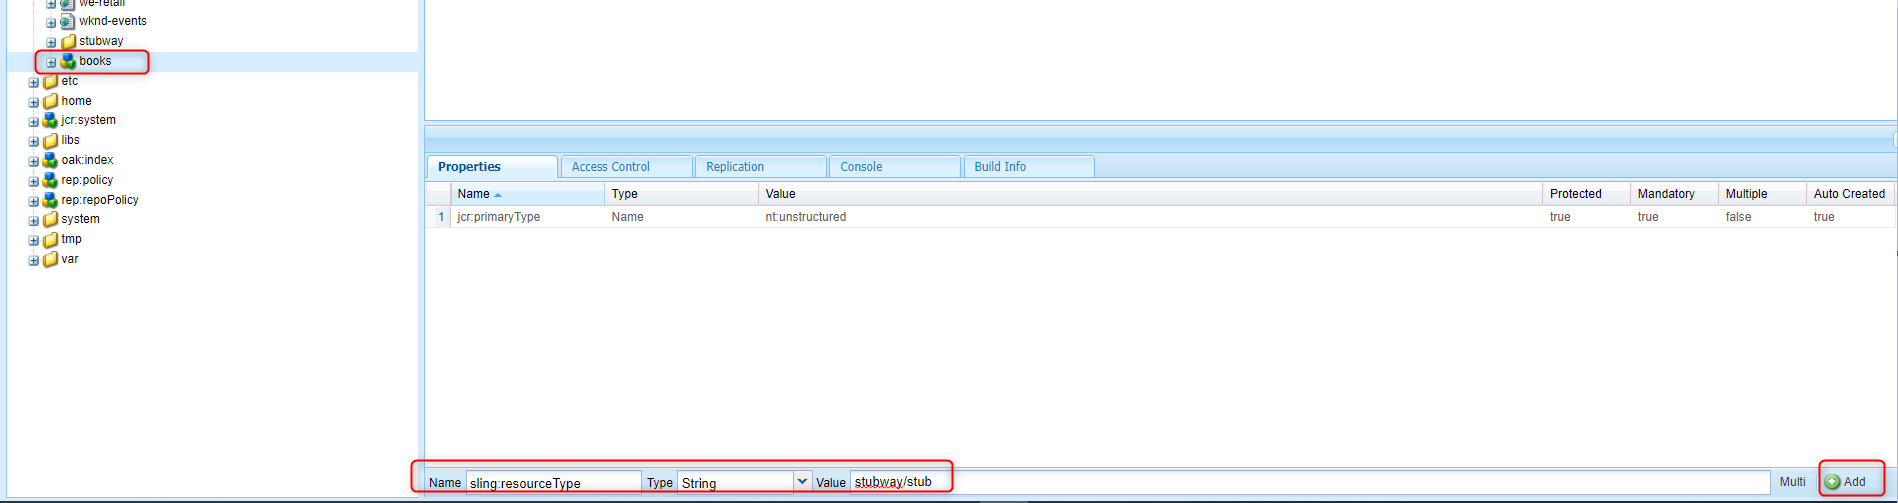 we-retail
wknd-events
stubway
books
etc
home
jcr:system
libs
oak:index
rep:policy
rep:repoPolicy
system
tmp
var
Properties Access Control Replication Console Build Info
Name Type Value Protected Mandatory Multiple Auto Created
1 jcr:primaryType Name nt:unstructured true true false true
Name sling:resourceType Type String Value stubway/stub Multi Add